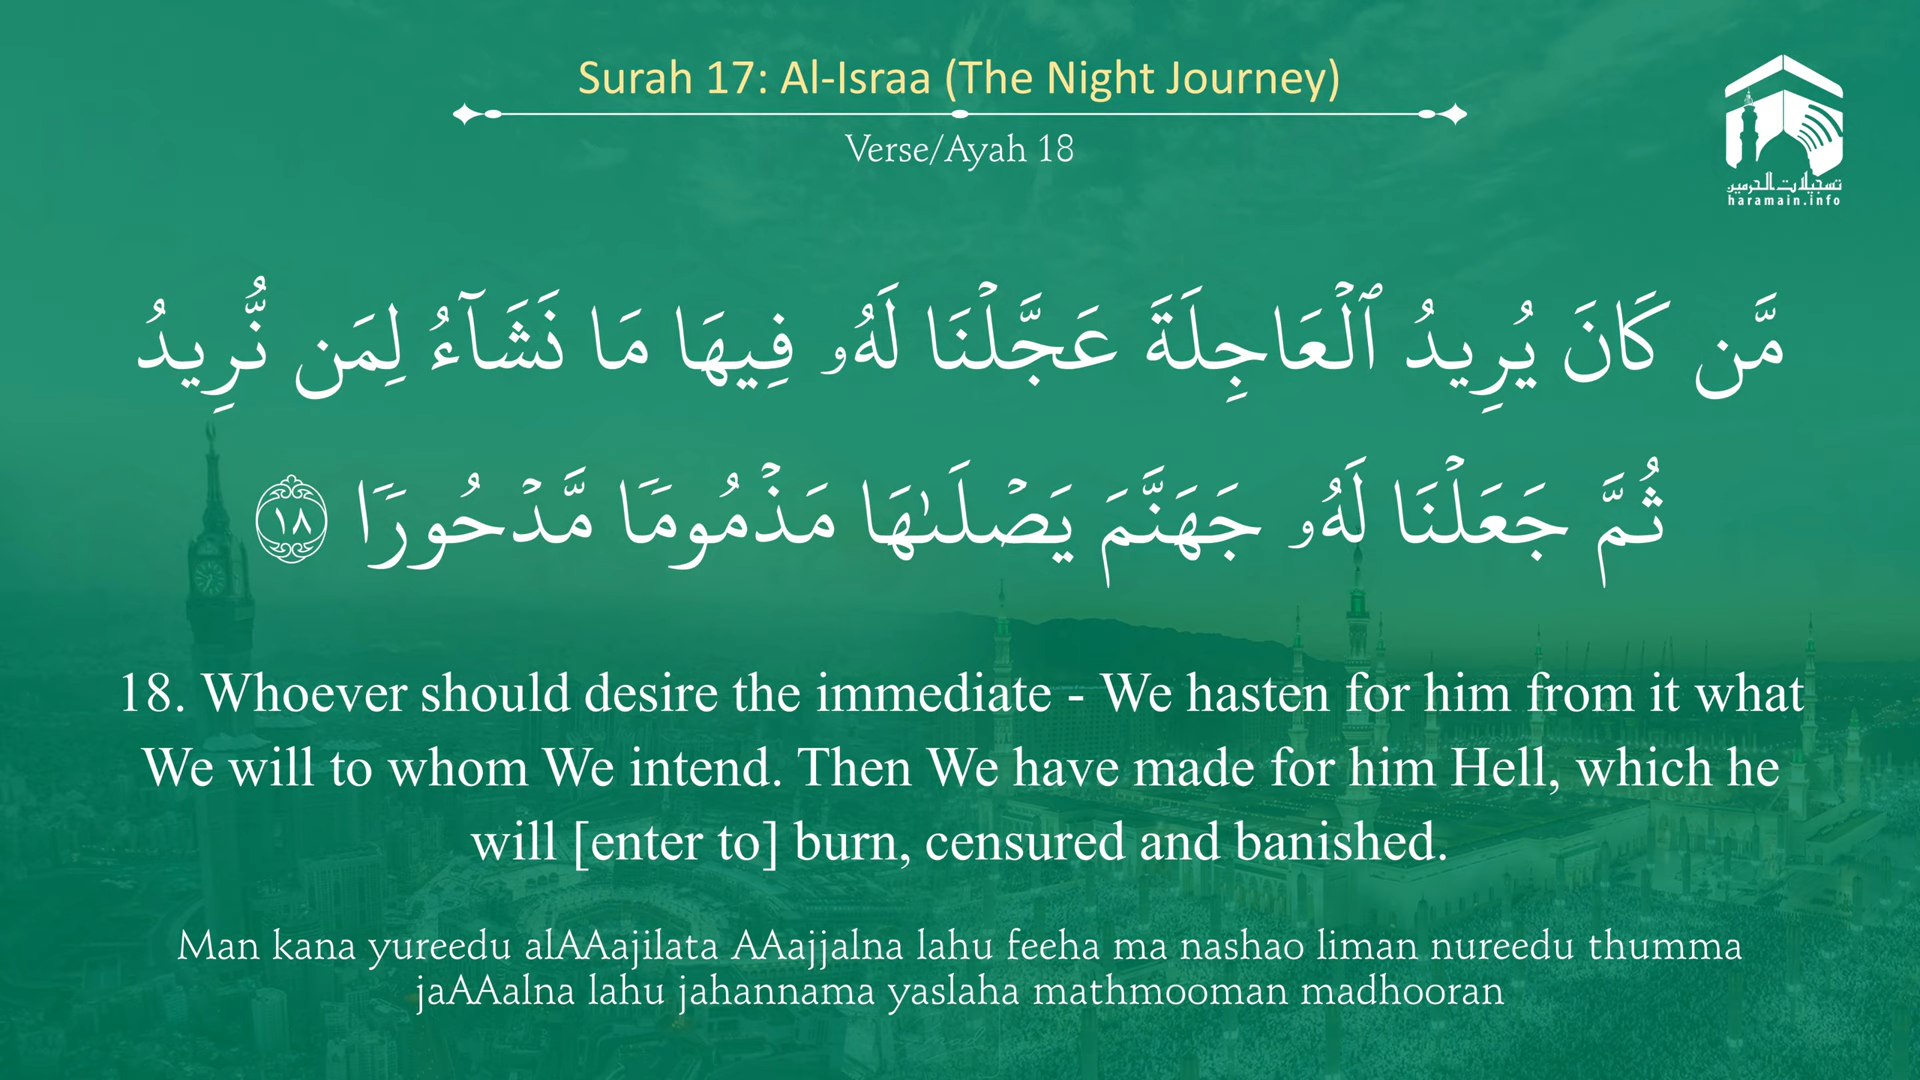 Surah 17: Al-Israa (The Night Journey)
Verse/Ayah 18
تسجيلات الحرمين
haramain.info
مَّن كَانَ يُرِيدُ ٱلۡعَاجِلَةَ عَجَّلۡنَا لَهُۥ فِيهَا مَا نَشَآءُ لِمَن نُّرِيدُ
ثُمَّ جَعَلۡنَا لَهُۥ جَهَنَّمَ يَصۡلَىٰهَا مَذۡمُومٗا مَّدۡحُورٗا ١٨
18. Whoever should desire the immediate - We hasten for him from it what
We will to whom We intend. Then We have made for him Hell, which he
will [enter to] burn, censured and banished.
Man kana yureedu alAAajilata AAajjalna lahu feeha ma nashao liman nureedu thumma
jaAAalna lahu jahannama yaslaha mathmooman madhooran